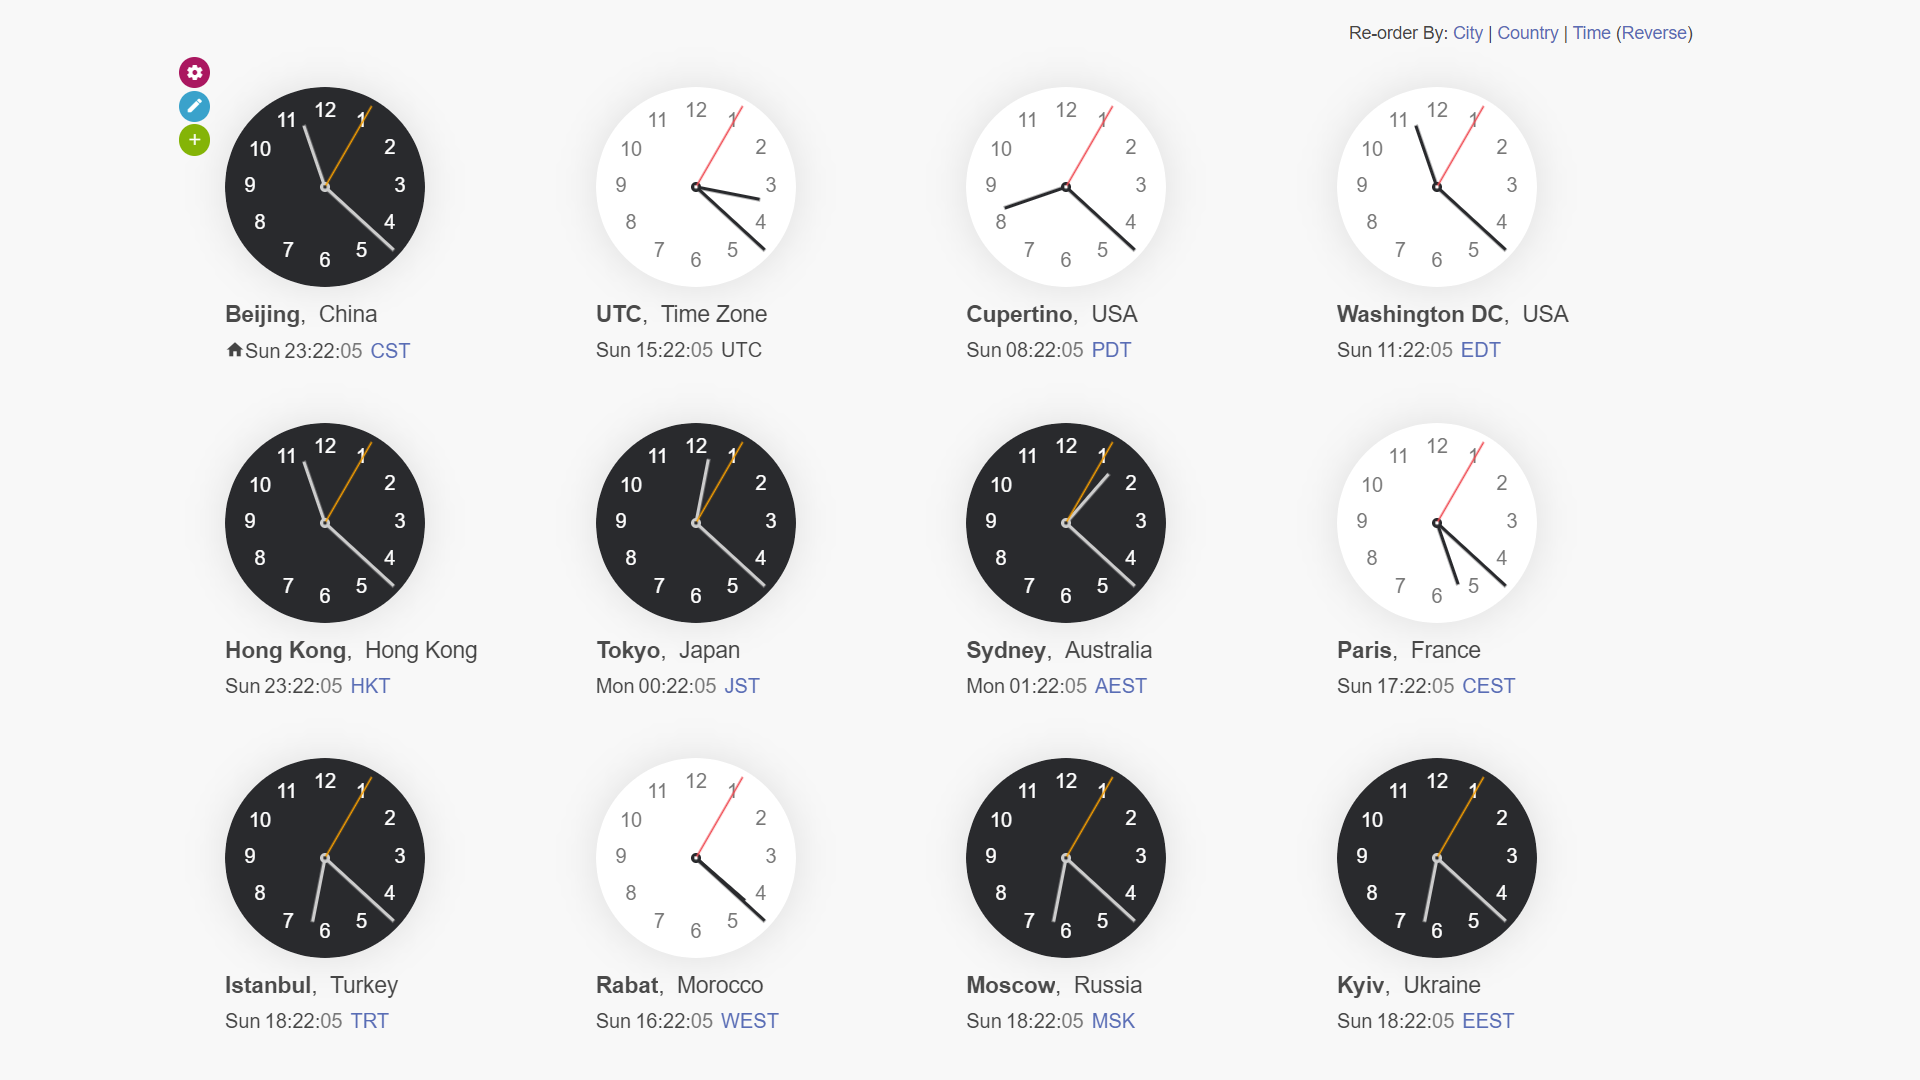 Re-order By: City | Country | Time (Reverse)
12 1 2 3 4 5 6 7 8 9 10 11
12 1 2 3 4 5 6 7 8 9 10 11
12 1 2 3 4 5 6 7 8 9 10 11
12 1 2 3 4 5 6 7 8 9 10 11
Beijing, China
Sun 23:22:05 CST
UTC, Time Zone
Sun 15:22:05 UTC
Cupertino, USA
Sun 08:22:05 PDT
Washington DC, USA
Sun 11:22:05 EDT
12 1 2 3 4 5 6 7 8 9 10 11
12 1 2 3 4 5 6 7 8 9 10 11
12 1 2 3 4 5 6 7 8 9 10 11
12 1 2 3 4 5 6 7 8 9 10 11
Hong Kong, Hong Kong
Sun 23:22:05 HKT
Tokyo, Japan
Mon 00:22:05 JST
Sydney, Australia
Mon 01:22:05 AEST
Paris, France
Sun 17:22:05 CEST
12 1 2 3 4 5 6 7 8 9 10 11
12 1 2 3 4 5 6 7 8 9 10 11
12 1 2 3 4 5 6 7 8 9 10 11
12 1 2 3 4 5 6 7 8 9 10 11
Istanbul, Turkey
Sun 18:22:05 TRT
Rabat, Morocco
Sun 16:22:05 WEST
Moscow, Russia
Sun 18:22:05 MSK
Kyiv, Ukraine
Sun 18:22:05 EEST